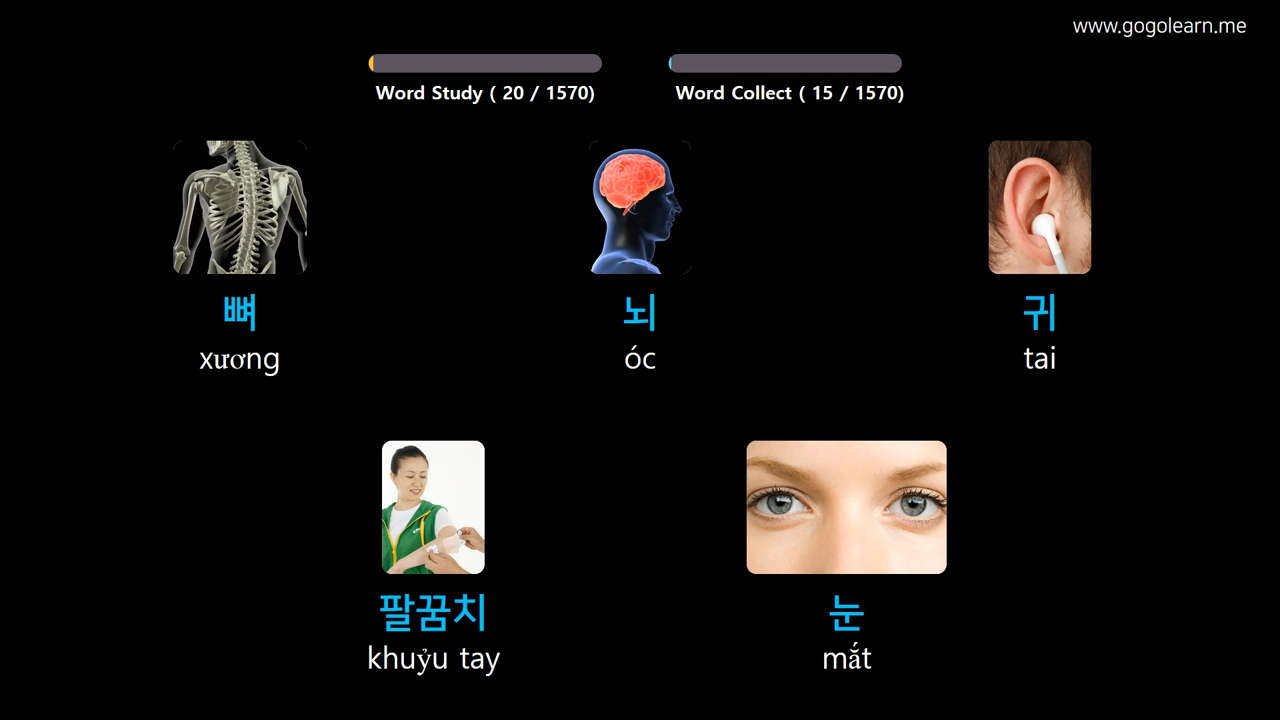 www.gogolearn.me
Word Study ( 20 / 1570)
Word Collect ( 15 / 1570)
뼈
xương
뇌
óc
귀
tai
팔꿈치
khuỷu tay
눈
mắt